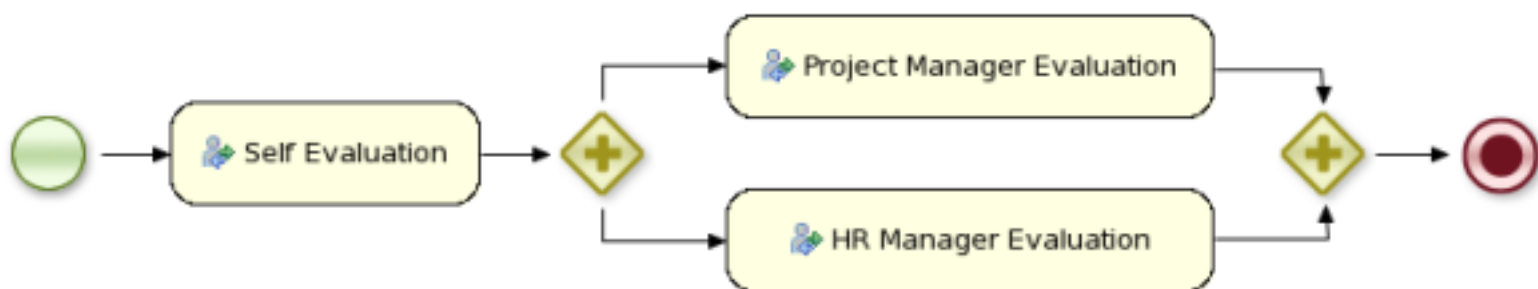 Self Evaluation
Project Manager Evaluation
HR Manager Evaluation